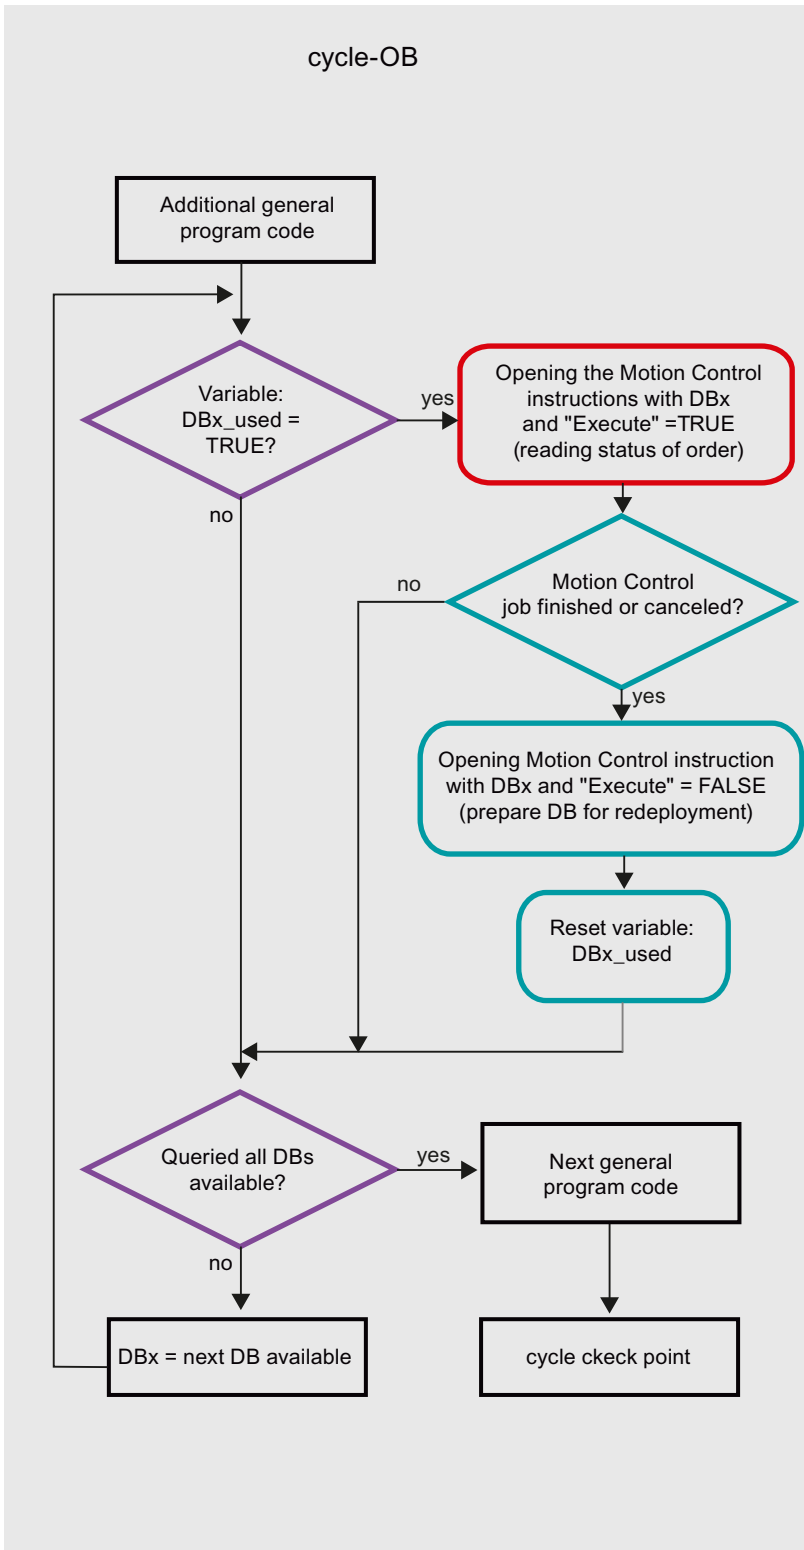 cycle-OB
Additional general
program code
Variable:
DBx_used =
TRUE?
yes
no
Opening the Motion Control
instructions with DBx
and "Execute" =TRUE
(reading status of order)
Motion Control
job finished or canceled?
no
yes
Opening Motion Control instruction
with DBx and "Execute" = FALSE
(prepare DB for redeployment)
Reset variable:
DBx_used
Queried all DBs
available?
yes
no
Next general
program code
DBx = next DB available
cycle ckeck point